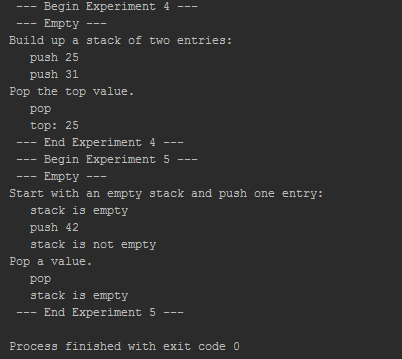 --- Begin Experiment 4 ---
--- Empty ---
Build up a stack of two entries:
push 25
push 31
Pop the top value.
pop
top: 25
--- End Experiment 4 ---
--- Begin Experiment 5 ---
--- Empty ---
Start with an empty stack and push one entry:
stack is empty
push 42
stack is not empty
Pop a value.
pop
stack is empty
--- End Experiment 5 ---
Process finished with exit code 0